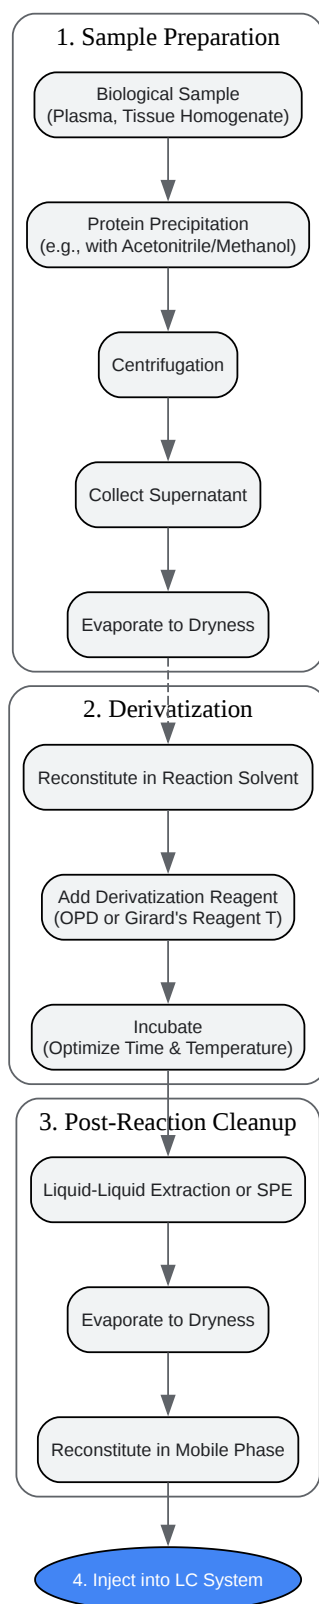 1. Sample Preparation
Biological Sample
(Plasma, Tissue Homogenate)
Protein Precipitation
(e.g., with Acetonitrile/Methanol)
Centrifugation
Collect Supernatant
Evaporate to Dryness
2. Derivatization
Reconstitute in Reaction Solvent
Add Derivatization Reagent
(OPD or Girard's Reagent T)
Incubate
(Optimize Time & Temperature)
3. Post-Reaction Cleanup
Liquid-Liquid Extraction or SPE
Evaporate to Dryness
Reconstitute in Mobile Phase
4. Inject into LC System